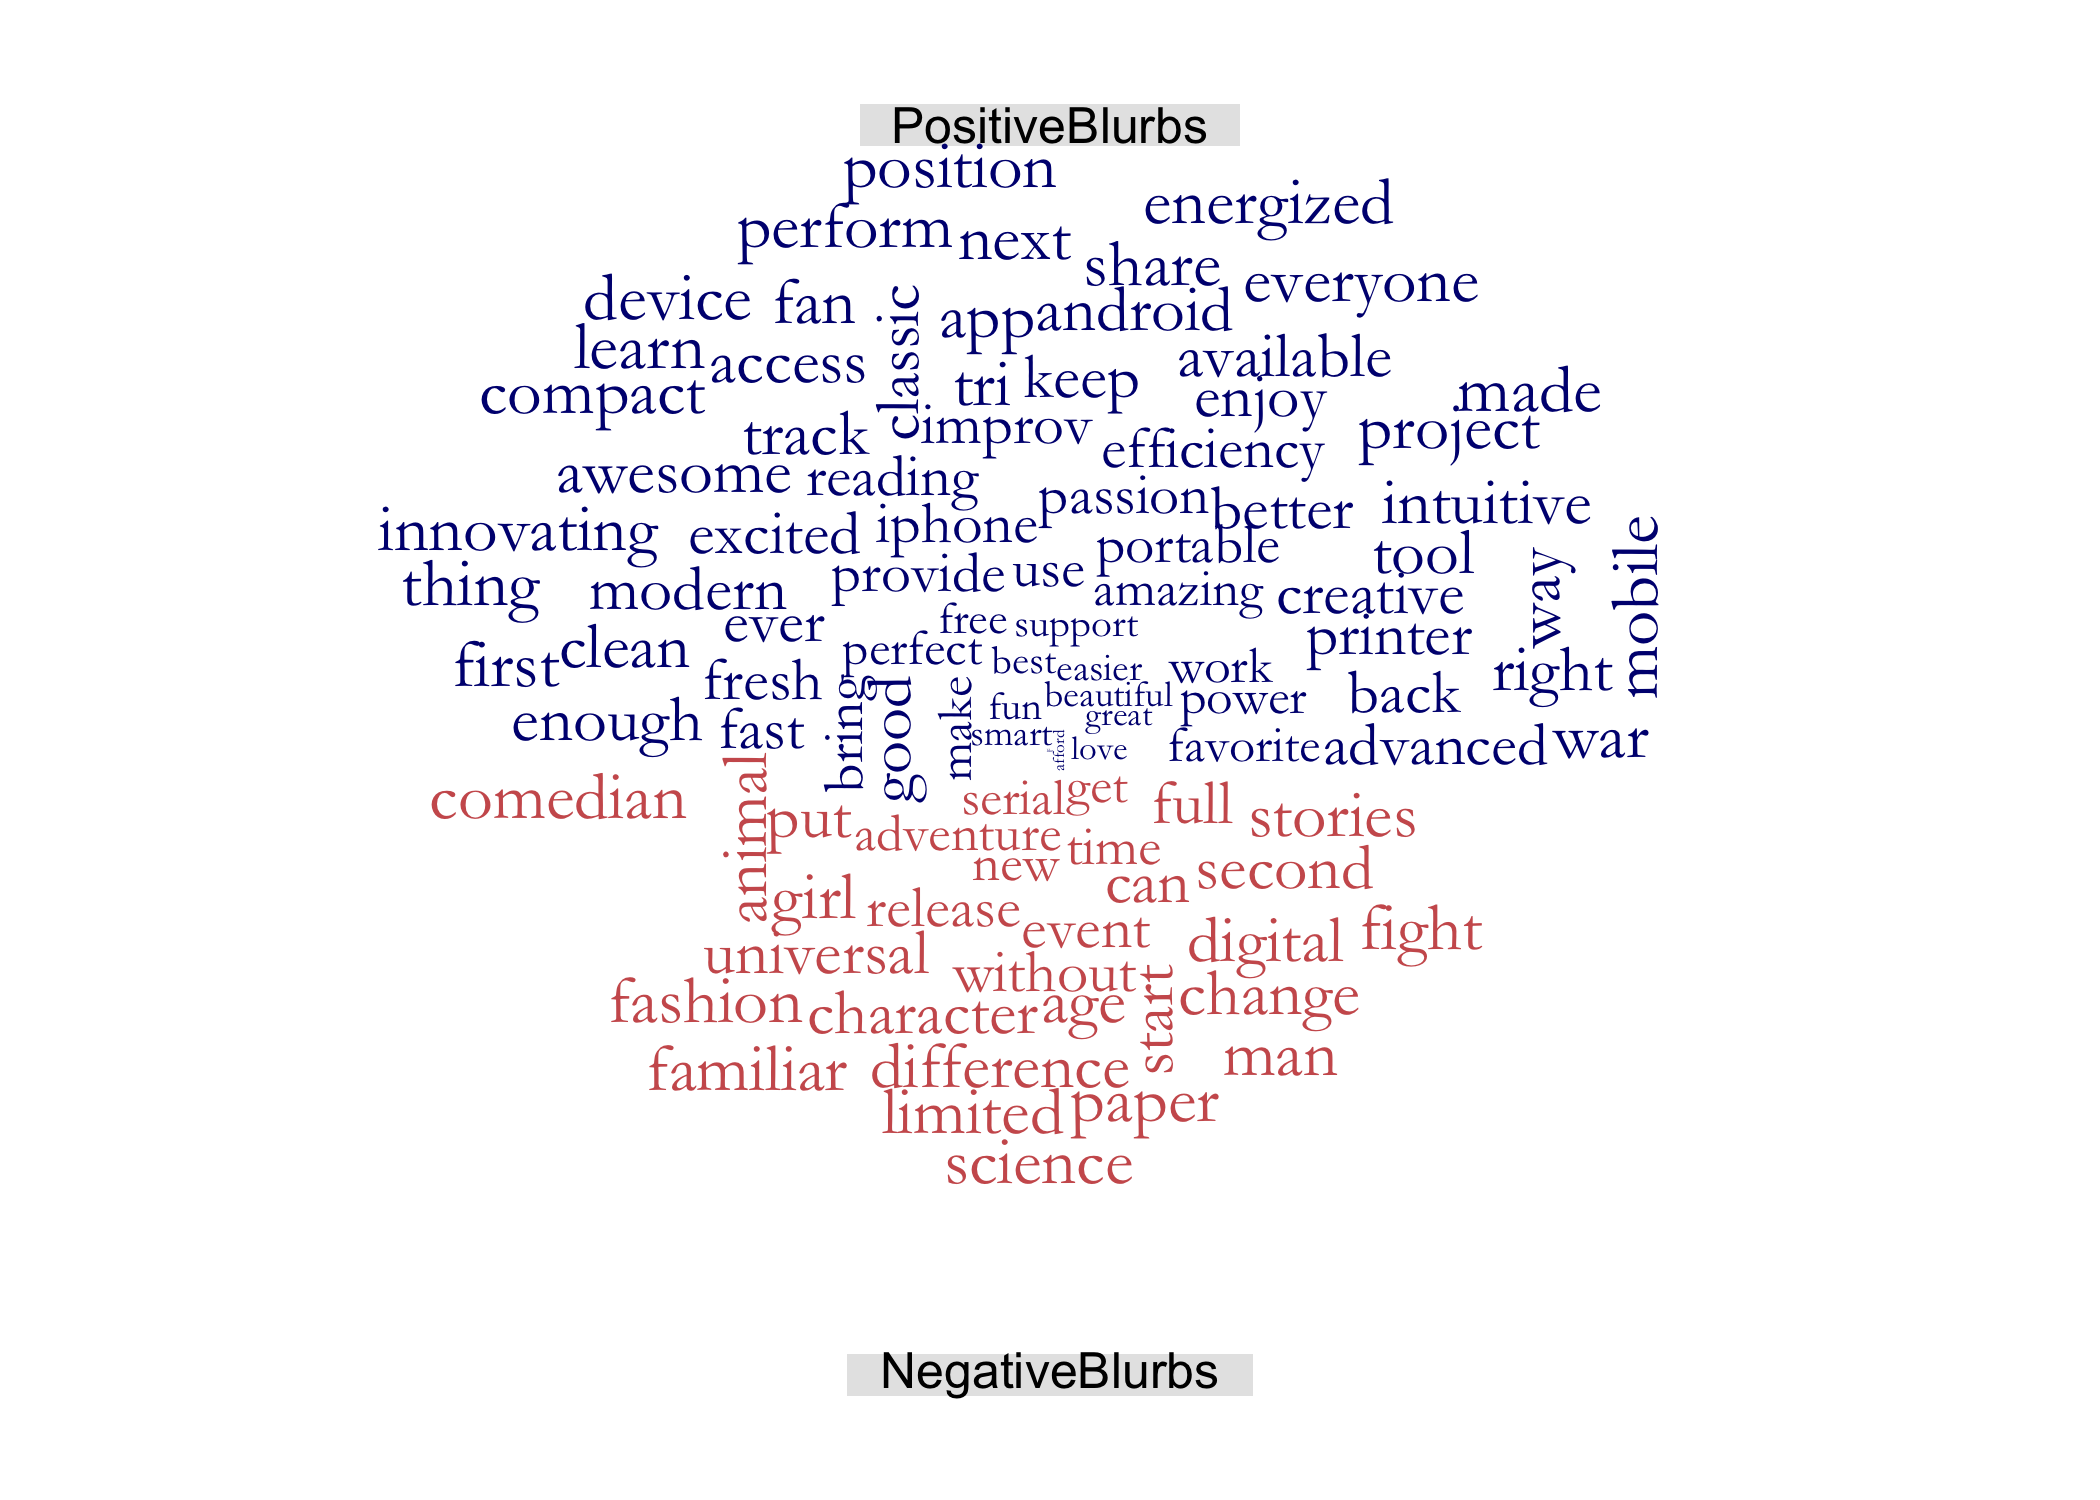 PositiveBlurbs
position
energized
perform next
share everyone
device fan classic app android
learn access available
compact tri keep enjoy made
track improv efficiency project
awesome reading passion better intuitive
innovating excited iphone portable tool way mobile
thing modern provide use amazing creative
ever free support printer
first clean perfect best easier work right
fresh bring good make fun beautiful power back
enough fast smart great afford love favorite advanced war
comedian animal put serial get full stories
adventure new time second
girl release can
universal event digital fight
fashion character without age start change
familiar difference man
limited paper
science
NegativeBlurbs